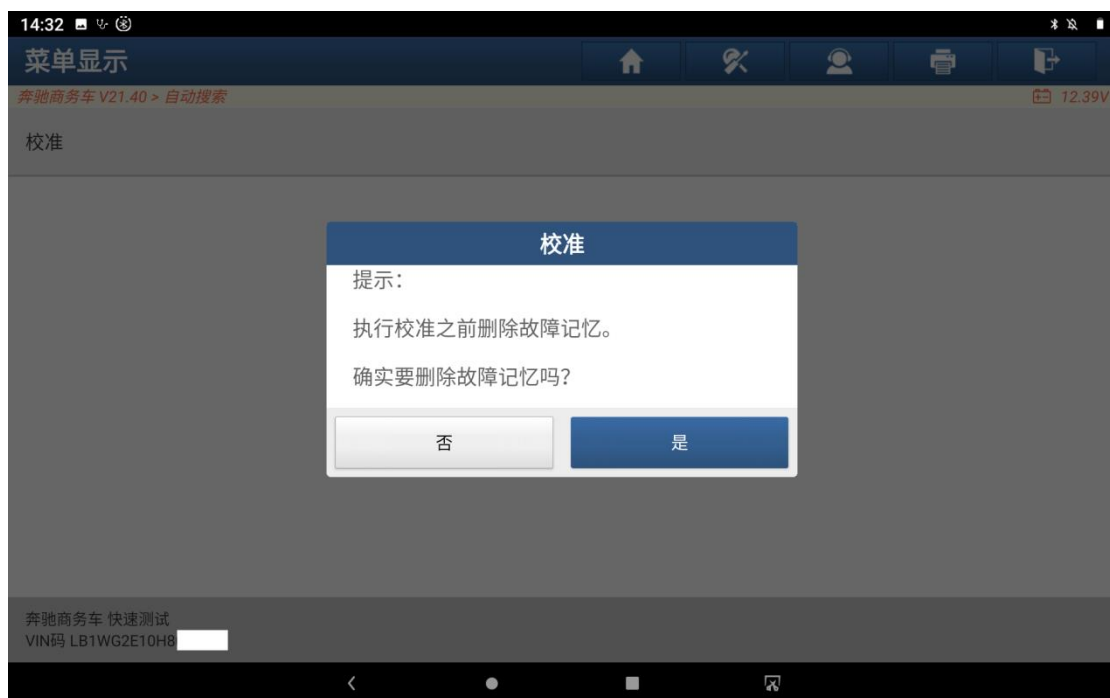 14:32
菜单显示
奔驰商务车 V21.40 > 自动搜索
12.39V
校准
校准
提示：
执行校准之前删除故障记忆。
确实要删除故障记忆吗？
否
是
奔驰商务车 快速测试
VIN码 LB1WG2E10H8